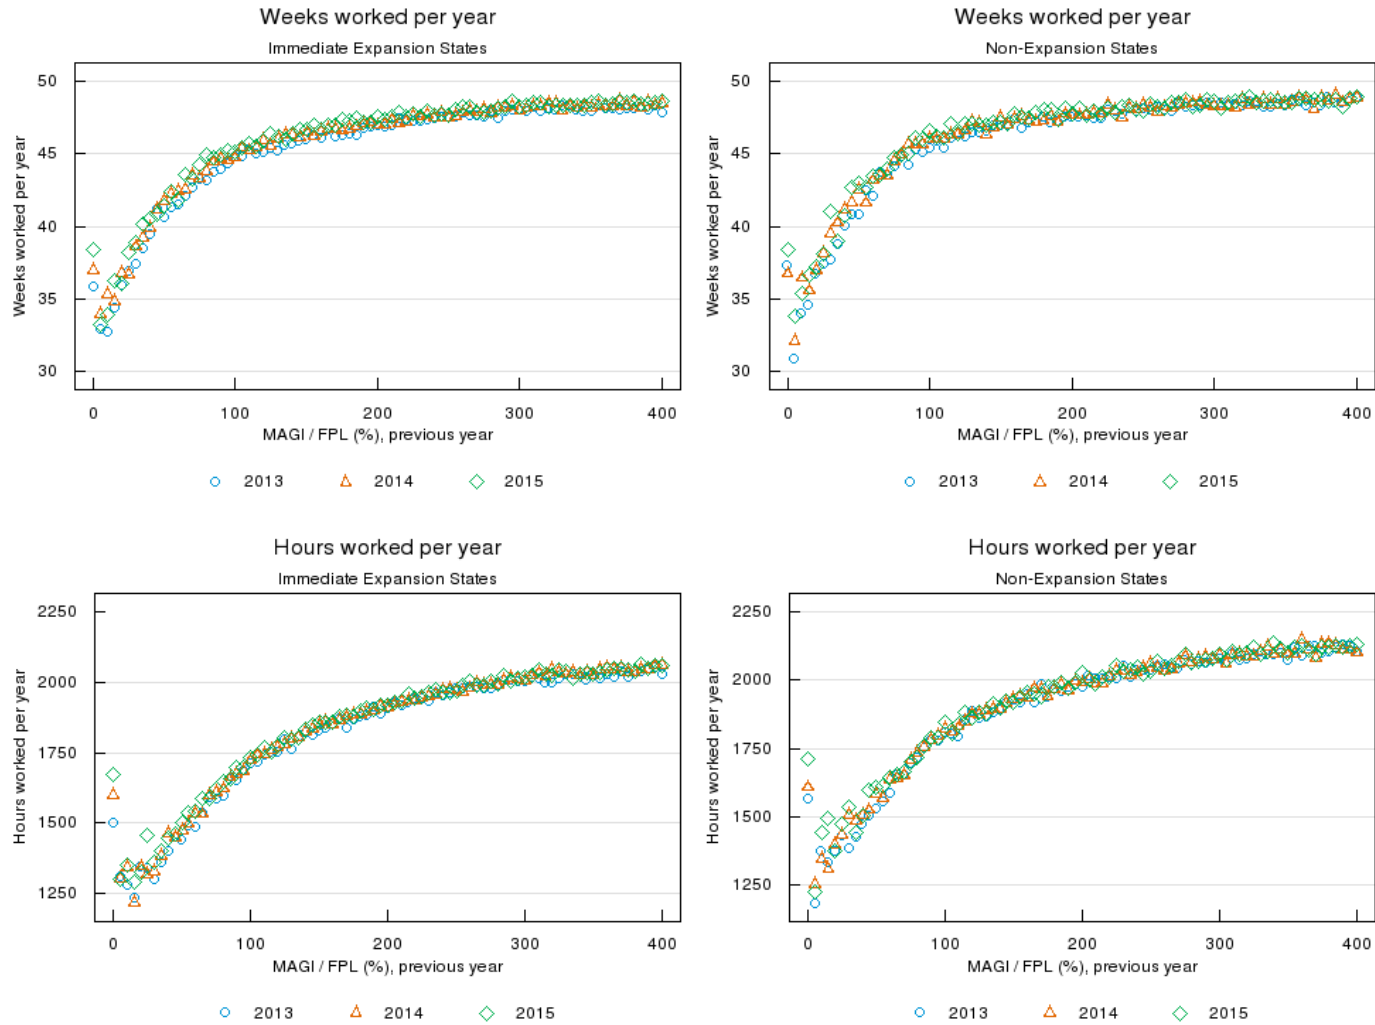 Weeks worked per year
Immediate Expansion States
Weeks worked per year
50
45
40
35
30
0 100 200 300 400
MAGI / FPL (%), previous year
2013 2014 2015
Weeks worked per year
Non-Expansion States
Weeks worked per year
50
45
40
35
30
0 100 200 300 400
MAGI / FPL (%), previous year
2013 2014 2015
Hours worked per year
Immediate Expansion States
Hours worked per year
2250
2000
1750
1500
1250
0 100 200 300 400
MAGI / FPL (%), previous year
2013 2014 2015
Hours worked per year
Non-Expansion States
Hours worked per year
2250
2000
1750
1500
1250
0 100 200 300 400
MAGI / FPL (%), previous year
2013 2014 2015